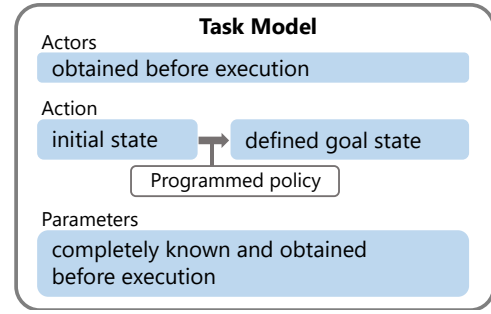 Task Model
Actors
obtained before execution
Action
initial state
defined goal state
Programmed policy
Parameters
completely known and obtained
before execution